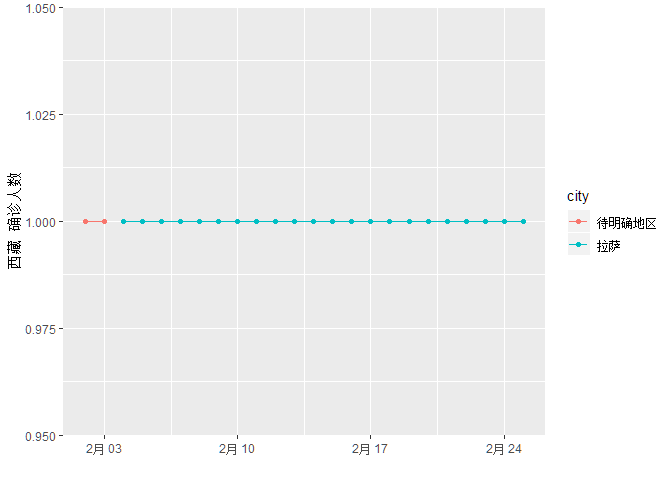 1.050
1.025
1.000
0.975
0.950
西藏 确诊人数
2月 03
2月 10
2月 17
2月 24
city
待明确地区
拉萨